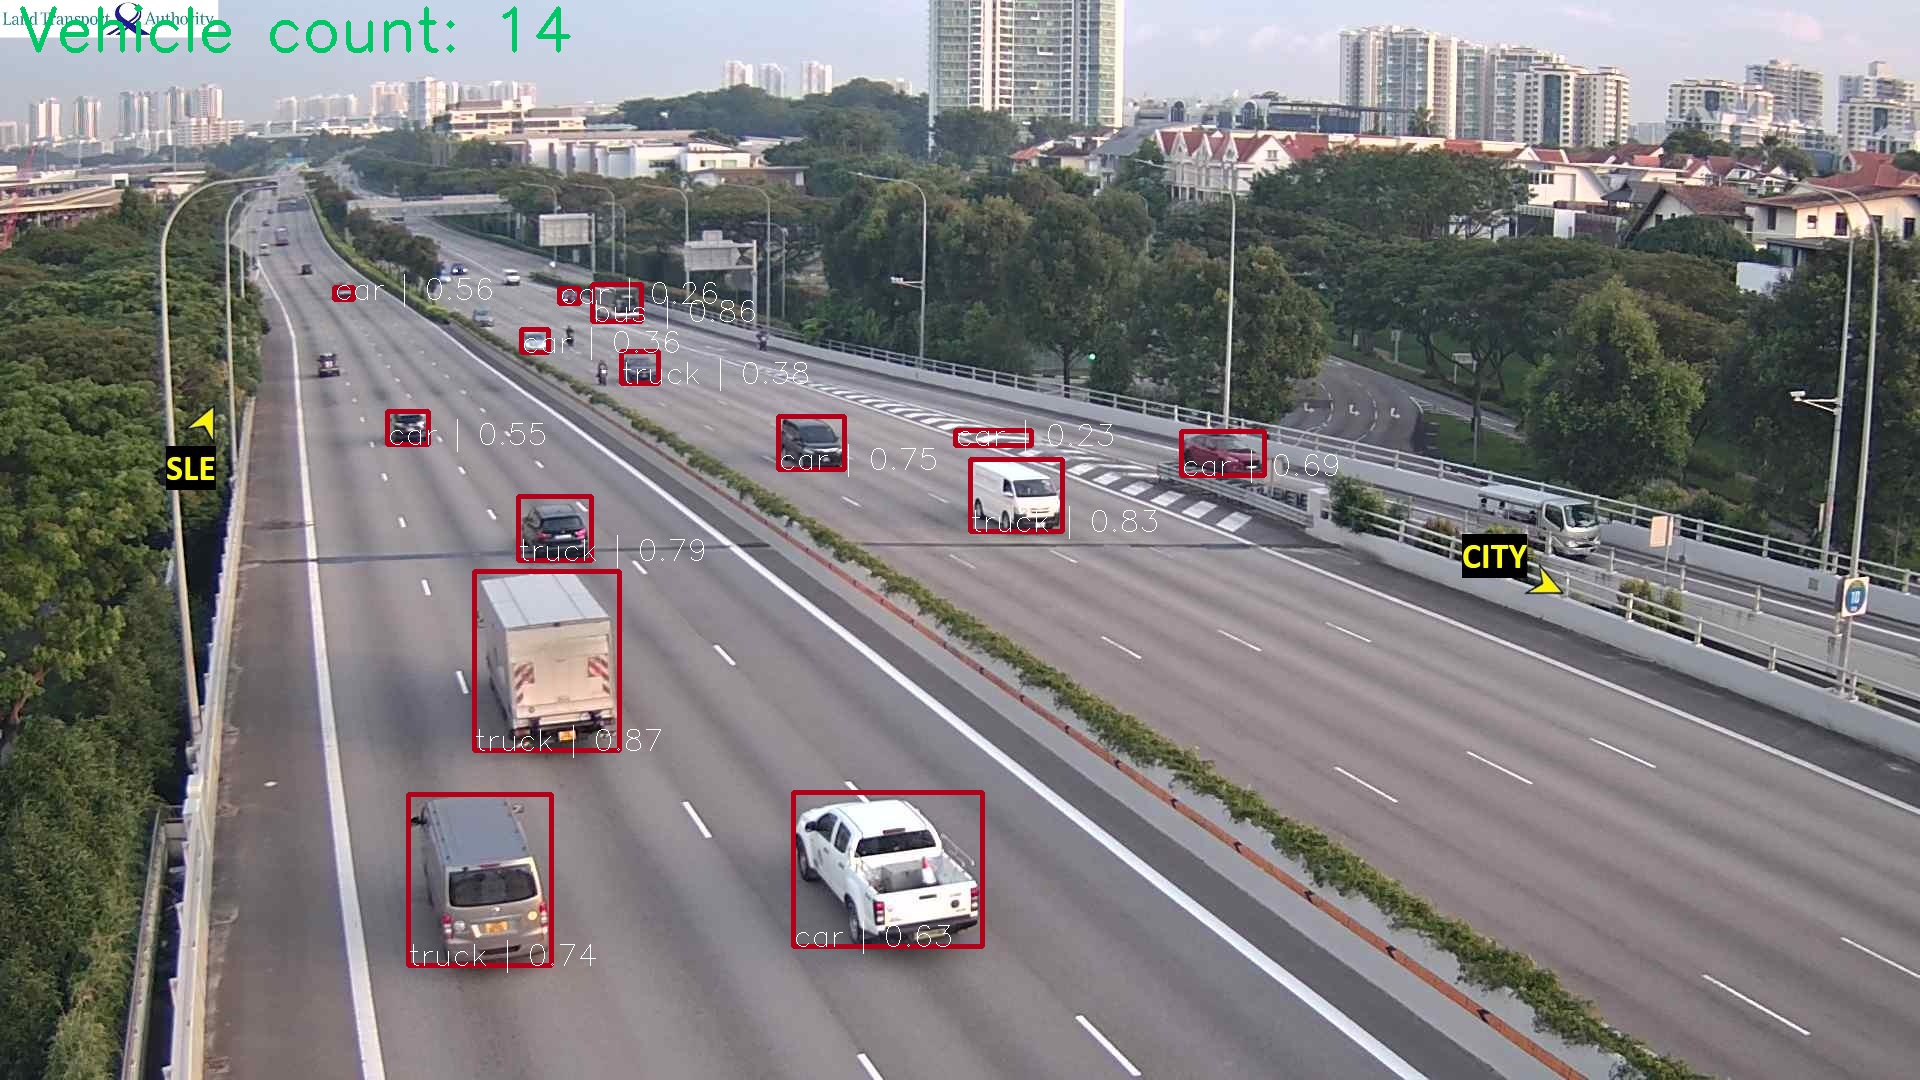 Land Transport Authority
Vehicle count: 14
car | 0.56
car | 0.26
bus | 0.86
car | 0.36
truck | 0.38
car | 0.55
car | 0.75
car | 0.23
car | 0.69
SLE
truck | 0.83
truck | 0.79
CITY
10
truck | 0.87
car | 0.63
truck | 0.74